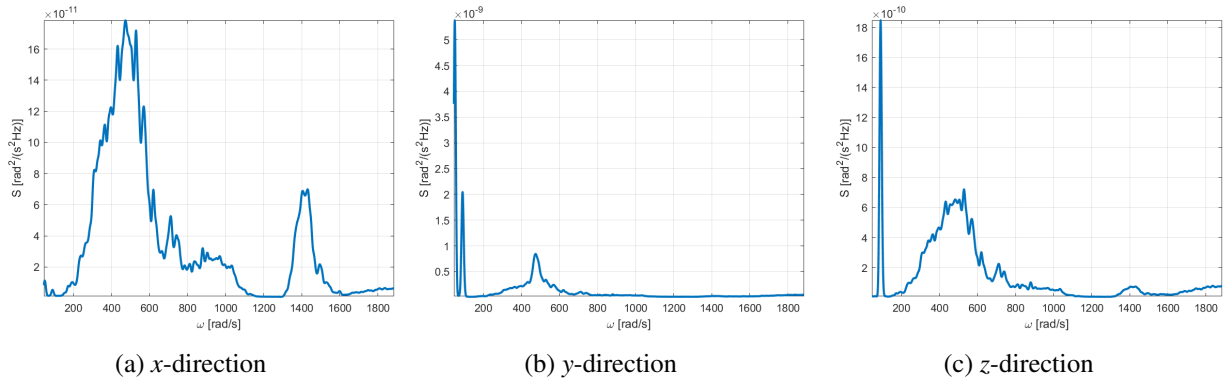 ×10⁻¹¹
16
14
12
10
8
6
4
2
S [rad²/(s²Hz)]
200 400 600 800 1000 1200 1400 1600 1800
ω [rad/s]
(a) x-direction
×10⁻⁹
5
4.5
4
3.5
3
2.5
2
1.5
1
0.5
S [rad²/(s²Hz)]
200 400 600 800 1000 1200 1400 1600 1800
ω [rad/s]
(b) y-direction
×10⁻¹⁰
18
16
14
12
10
8
6
4
2
S [rad²/(s²Hz)]
200 400 600 800 1000 1200 1400 1600 1800
ω [rad/s]
(c) z-direction